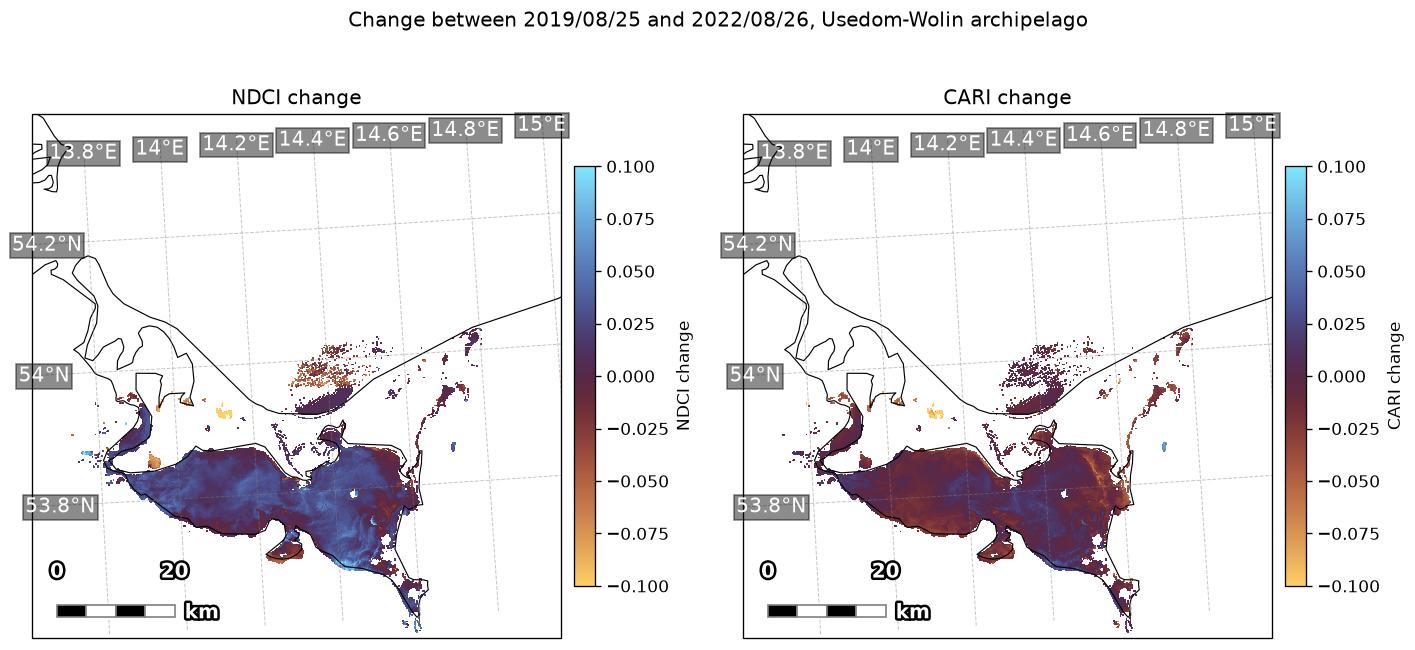 Change between 2019/08/25 and 2022/08/26, Usedom-Wolin archipelago
NDCI change
13.8°E 14°E 14.2°E 14.4°E 14.6°E 14.8°E 15°E
54.2°N
54°N
53.8°N
0 20
km
0.100
0.075
0.050
0.025
0.000
−0.025
−0.050
−0.075
−0.100
NDCI change
CARI change
13.8°E 14°E 14.2°E 14.4°E 14.6°E 14.8°E 15°E
54.2°N
54°N
53.8°N
0 20
km
0.100
0.075
0.050
0.025
0.000
−0.025
−0.050
−0.075
−0.100
CARI change